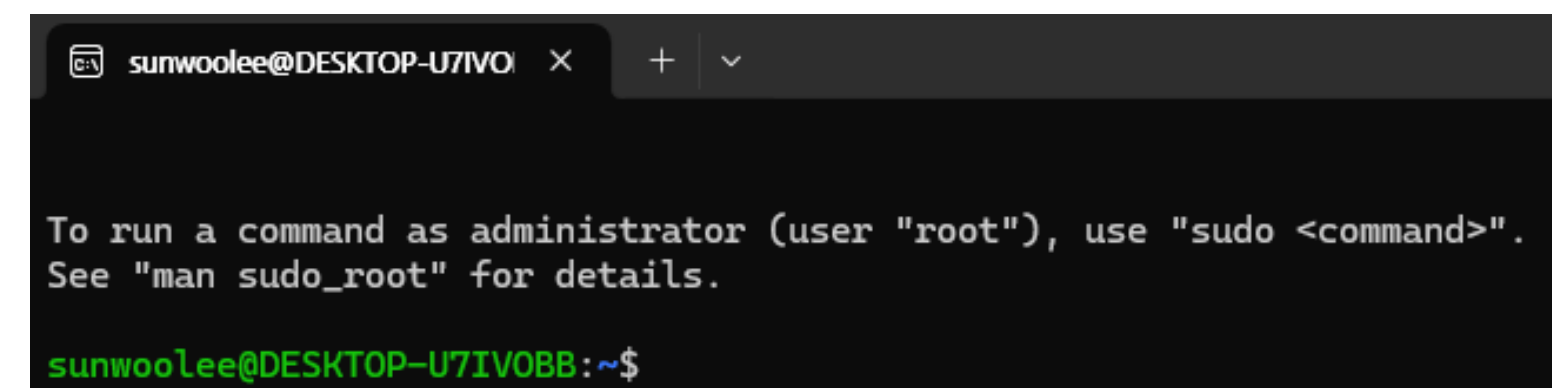 sunwoolee@DESKTOP-U7IVO
To run a command as administrator (user "root"), use "sudo <command>".
See "man sudo_root" for details.
sunwoolee@DESKTOP-U7IVOBB:~$